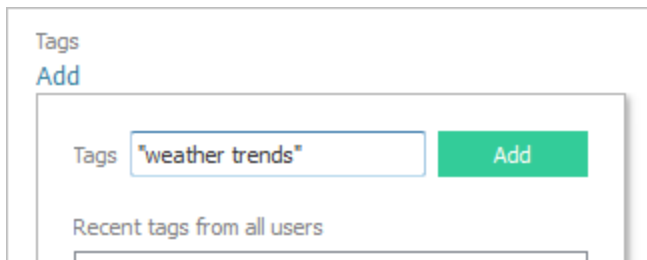 Tags
Add
Tags "weather trends" Add
Recent tags from all users